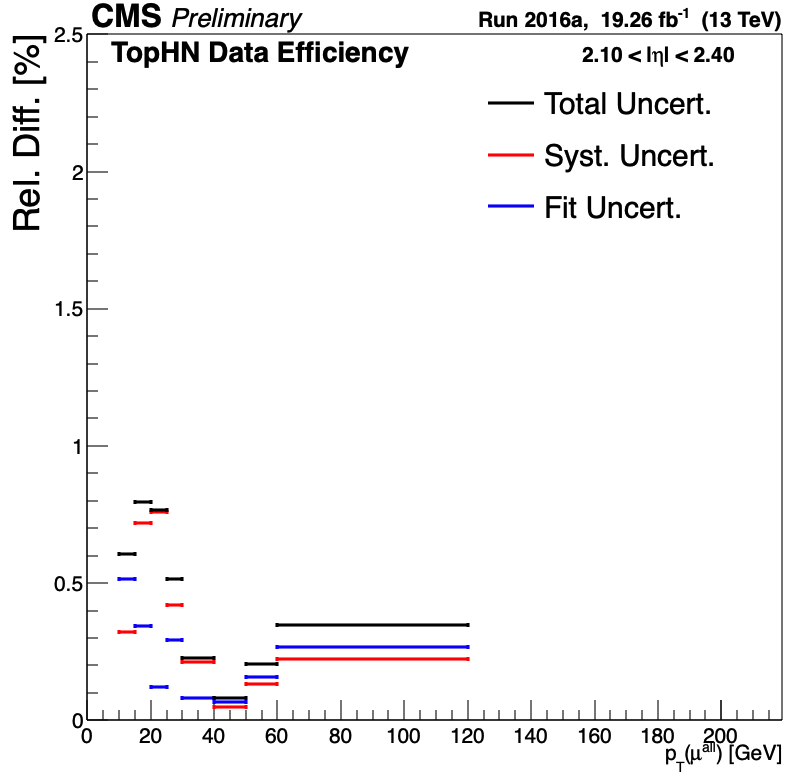 CMS Preliminary Run 2016a, 19.26 fb⁻¹ (13 TeV)
TopHN Data Efficiency 2.10 < |η| < 2.40
Total Uncert.
Syst. Uncert.
Fit Uncert.
Rel. Diff. [%]
2.5
2
1.5
1
0.5
0
0 20 40 60 80 100 120 140 160 180 200
p_T(μ^all) [GeV]